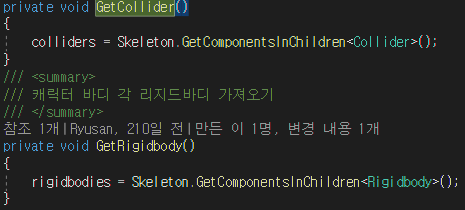 private void GetCollider()
{
colliders = Skeleton.GetComponentsInChildren<Collider>();
}
/// <summary>
/// 캐릭터 바디 각 리지드바디 가져오기
/// </summary>
참조 1개|Ryusan, 210일 전|만든 이 1명, 변경 내용 1개
private void GetRigidbody()
{
rigidbodies = Skeleton.GetComponentsInChildren<Rigidbody>();
}